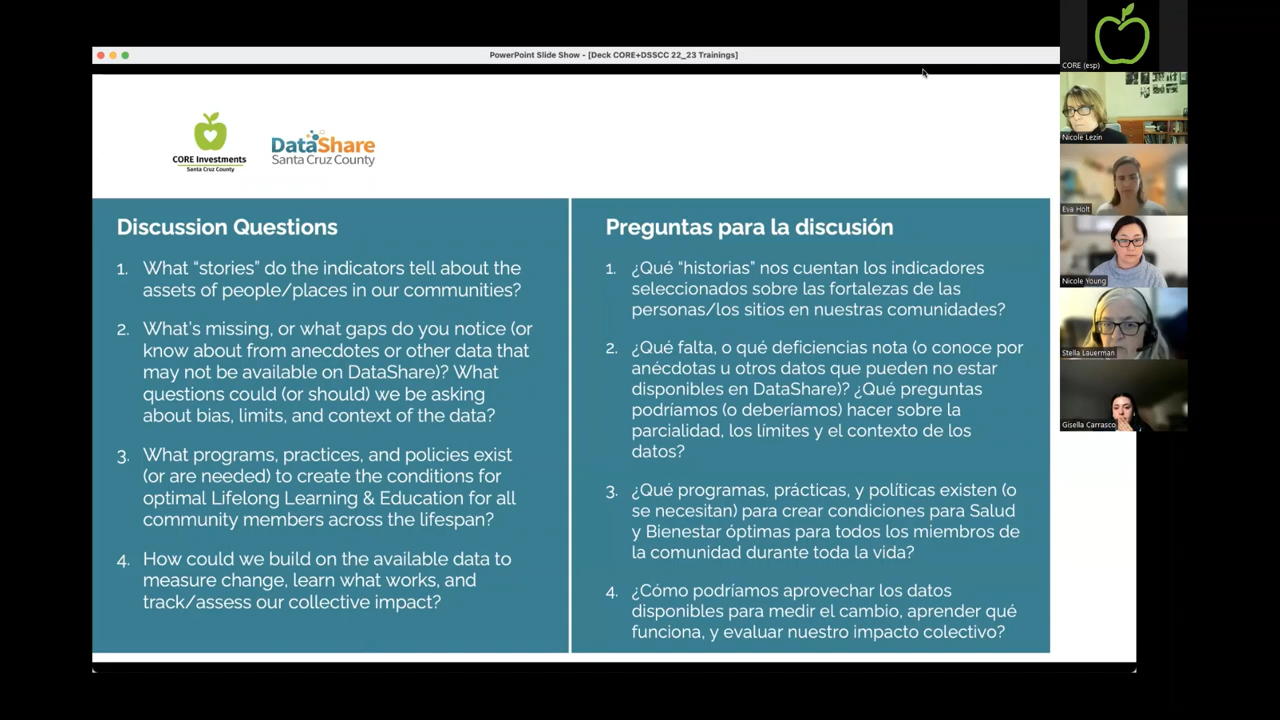 PowerPoint Slide Show - [Deck CORE+DSSCC 22_23 Trainings]
CORE Investments
Santa Cruz County
DataShare
Santa Cruz County
Discussion Questions
1. What “stories” do the indicators tell about the
assets of people/places in our communities?
2. What’s missing, or what gaps do you notice (or
know about from anecdotes or other data that
may not be available on DataShare)? What
questions could (or should) we be asking
about bias, limits, and context of the data?
3. What programs, practices, and policies exist
(or are needed) to create the conditions for
optimal Lifelong Learning & Education for all
community members across the lifespan?
4. How could we build on the available data to
measure change, learn what works, and
track/assess our collective impact?
Preguntas para la discusión
1. ¿Qué “historias” nos cuentan los indicadores
seleccionados sobre las fortalezas de las
personas/los sitios en nuestras comunidades?
2. ¿Qué falta, o qué deficiencias nota (o conoce por
anécdotas u otros datos que pueden no estar
disponibles en DataShare)? ¿Qué preguntas
podríamos (o deberíamos) hacer sobre la
parcialidad, los límites y el contexto de los
datos?
3. ¿Qué programas, prácticas, y políticas existen (o
se necesitan) para crear condiciones para Salud
y Bienestar óptimas para todos los miembros de
la comunidad durante toda la vida?
4. ¿Cómo podríamos aprovechar los datos
disponibles para medir el cambio, aprender qué
funciona, y evaluar nuestro impacto colectivo?
CORE (esp)
Nicole Lezin
Eva Holt
Nicole Young
Stella Lauerman
Gisella Carrasco